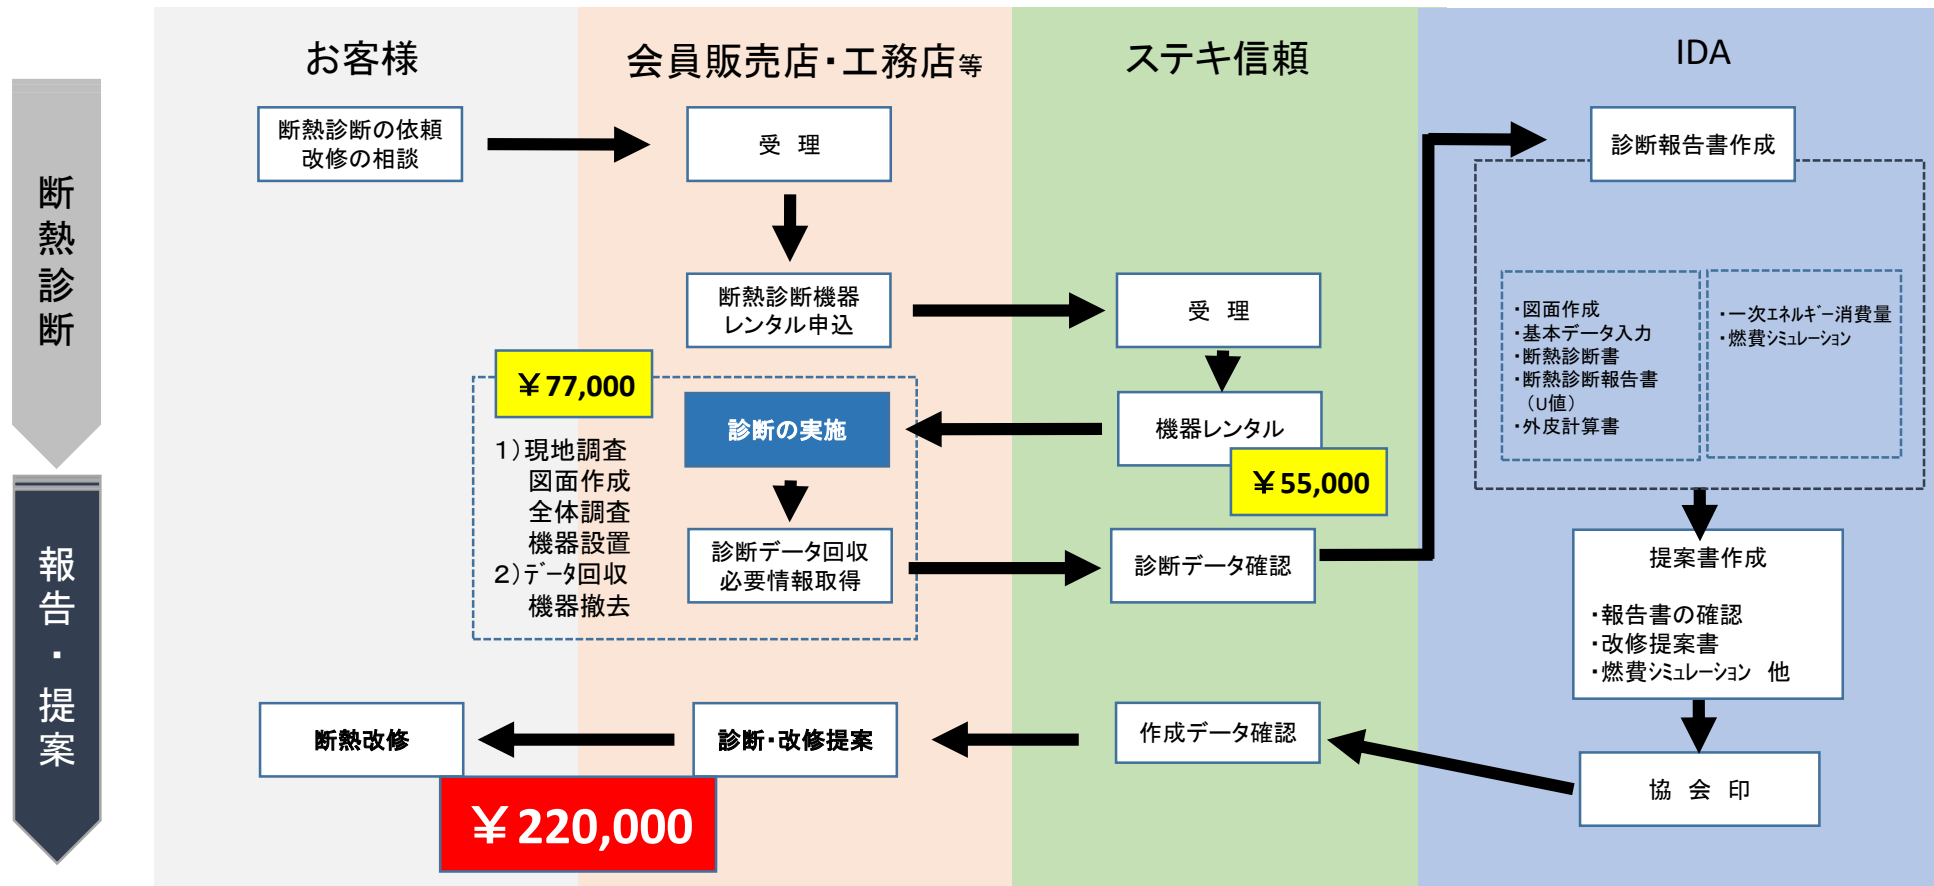 お客様
会員販売店・工務店等
ステキ信頼
IDA
断熱診断
報告・提案
断熱診断の依頼
改修の相談
受　理
断熱診断機器
レンタル申込
受　理
機器レンタル
￥55,000
￥77,000
診断の実施
1）現地調査
図面作成
全体調査
機器設置
2）ﾃﾞｰﾀ回収
機器撤去
診断データ回収
必要情報取得
診断データ確認
診断報告書作成
・図面作成
・基本データ入力
・断熱診断書
・断熱診断報告書
（U値）
・外皮計算書
・一次ｴﾈﾙｷﾞｰ消費量
・燃費ｼﾐｭﾚｰｼｮﾝ
提案書作成
・報告書の確認
・改修提案書
・燃費ｼﾐｭﾚｰｼｮﾝ　他
協　会　印
作成データ確認
診断・改修提案
断熱改修
￥220,000